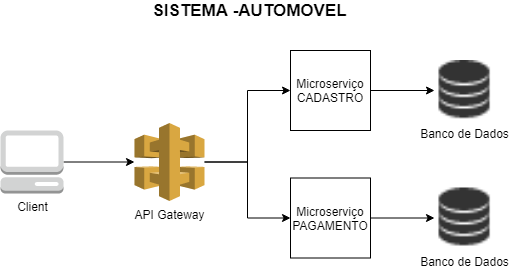 SISTEMA -AUTOMOVEL
Microserviço
CADASTRO
Banco de Dados
Client
API Gateway
Microserviço
PAGAMENTO
Banco de Dados